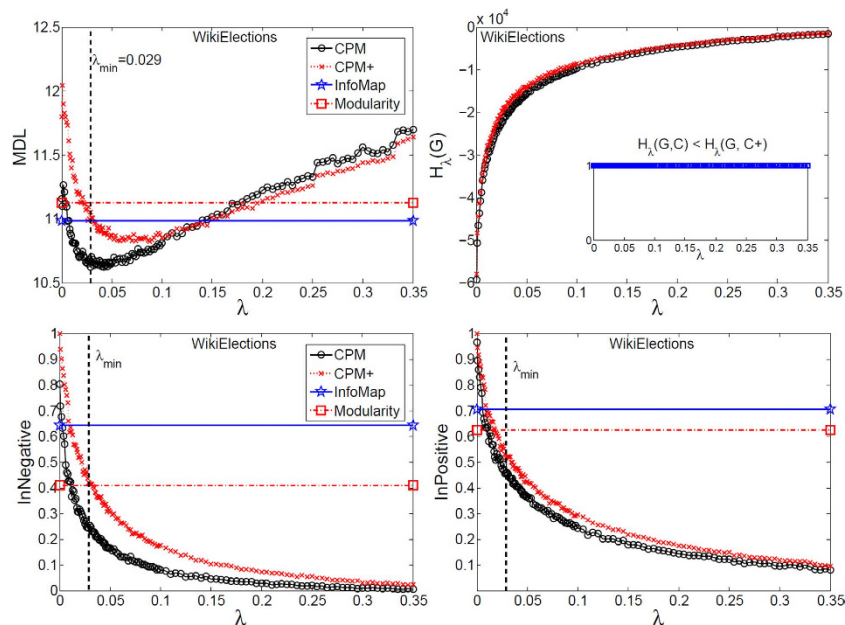 WikiElections
λmin=0.029
CPM
CPM+
InfoMap
Modularity
MDL
12.5
12
11.5
11
10.5
0 0.05 0.1 0.15 0.2 0.25 0.3 0.35
λ
x 10^4
WikiElections
0
-1
-2
-3
-4
-5
-6
Hλ(G)
Hλ(G,C) < Hλ(G, C+)
1
0
0 0.05 0.1 0.15 0.2 0.25 0.3 0.35
λ
0 0.05 0.1 0.15 0.2 0.25 0.3 0.35
λ
WikiElections
λmin
CPM
CPM+
InfoMap
Modularity
InNegative
1
0.9
0.8
0.7
0.6
0.5
0.4
0.3
0.2
0.1
0
0 0.05 0.1 0.15 0.2 0.25 0.3 0.35
λ
WikiElections
λmin
InPositive
1
0.9
0.8
0.7
0.6
0.5
0.4
0.3
0.2
0.1
0
0 0.05 0.1 0.15 0.2 0.25 0.3 0.35
λ